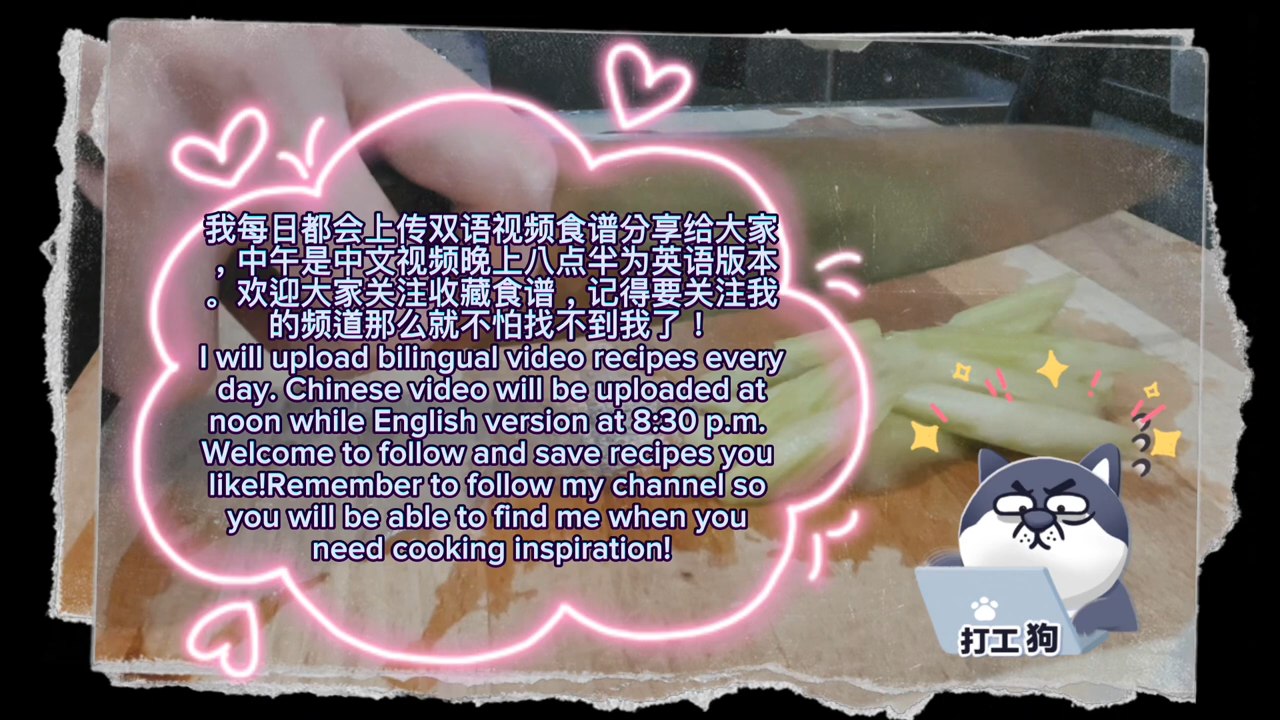 我每日都会上传双语视频食谱分享给大家
，中午是中文视频晚上八点半为英语版本
。欢迎大家关注收藏食谱，记得要关注我
的频道那么就不怕找不到我了！
I will upload bilingual video recipes every
day. Chinese video will be uploaded at
noon while English version at 8:30 p.m.
Welcome to follow and save recipes you
like!Remember to follow my channel so
you will be able to find me when you
need cooking inspiration!
打工狗